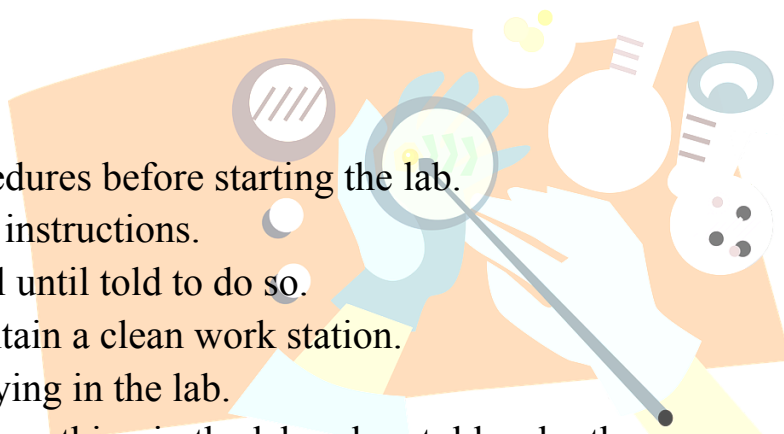 edures before starting the lab.
instructions.
l until told to do so.
tain a clean work station.
ying in the lab.